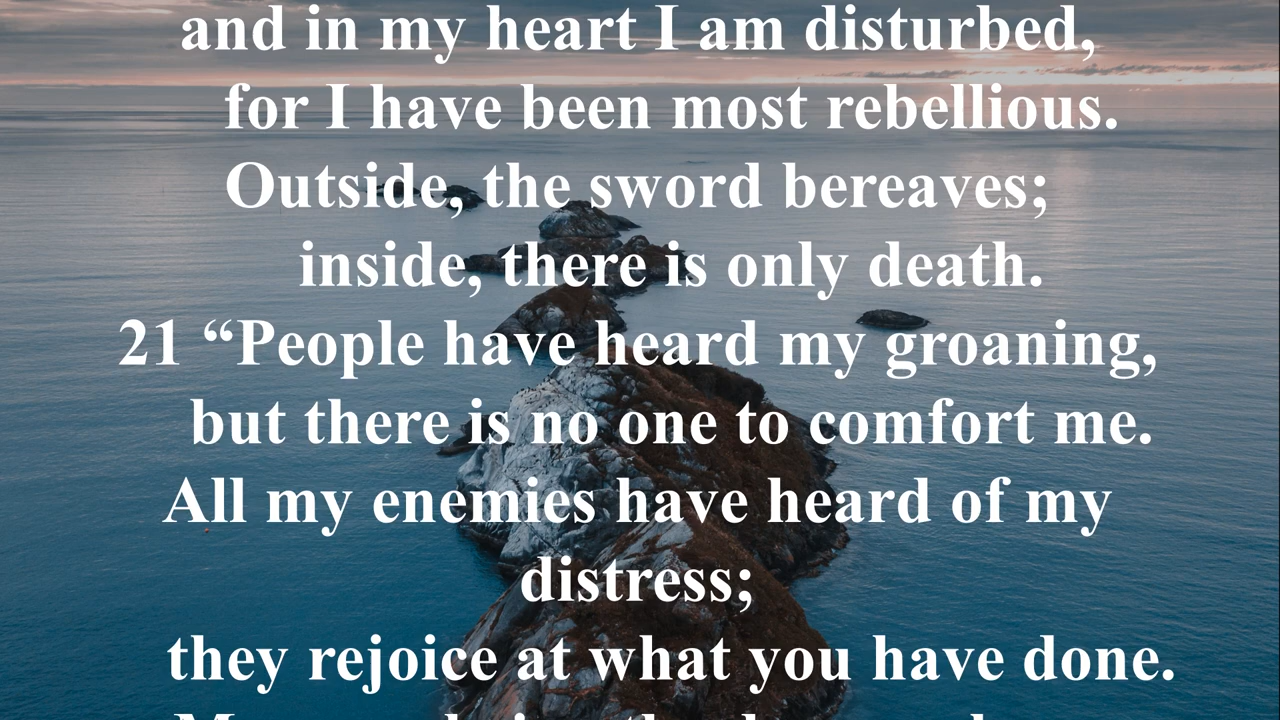 and in my heart I am disturbed,
for I have been most rebellious.
Outside, the sword bereaves;
inside, there is only death.
21 “People have heard my groaning,
but there is no one to comfort me.
All my enemies have heard of my
distress;
they rejoice at what you have done.